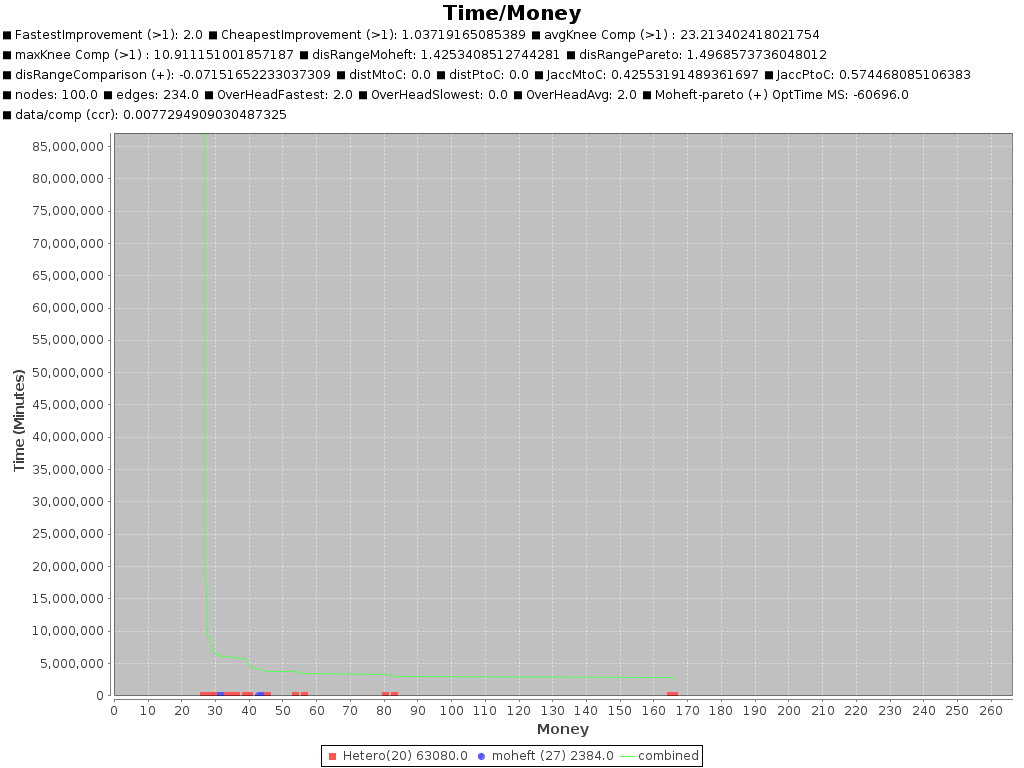 Time/Money
■ FastestImprovement (>1): 2.0 ■ CheapestImprovement (>1): 1.03719165085389 ■ avgKnee Comp (>1) : 23.213402418021754
■ maxKnee Comp (>1) : 10.911151001857187 ■ disRangeMoheft: 1.4253408512744281 ■ disRangePareto: 1.4968573736048012
■ disRangeComparison (+): -0.07151652233037309 ■ distMtoC: 0.0 ■ distPtoC: 0.0 ■ JaccMtoC: 0.42553191489361697 ■ JaccPtoC: 0.574468085106383
■ nodes: 100.0 ■ edges: 234.0 ■ OverHeadFastest: 2.0 ■ OverHeadSlowest: 0.0 ■ OverHeadAvg: 2.0 ■ Moheft-pareto (+) OptTime MS: -60696.0
■ data/comp (ccr): 0.0077294909030487325
85,000,000
80,000,000
75,000,000
70,000,000
65,000,000
60,000,000
55,000,000
50,000,000
45,000,000
40,000,000
35,000,000
30,000,000
25,000,000
20,000,000
15,000,000
10,000,000
5,000,000
0
Time (Minutes)
0 10 20 30 40 50 60 70 80 90 100 110 120 130 140 150 160 170 180 190 200 210 220 230 240 250 260
Money
Hetero(20) 63080.0 moheft (27) 2384.0 combined